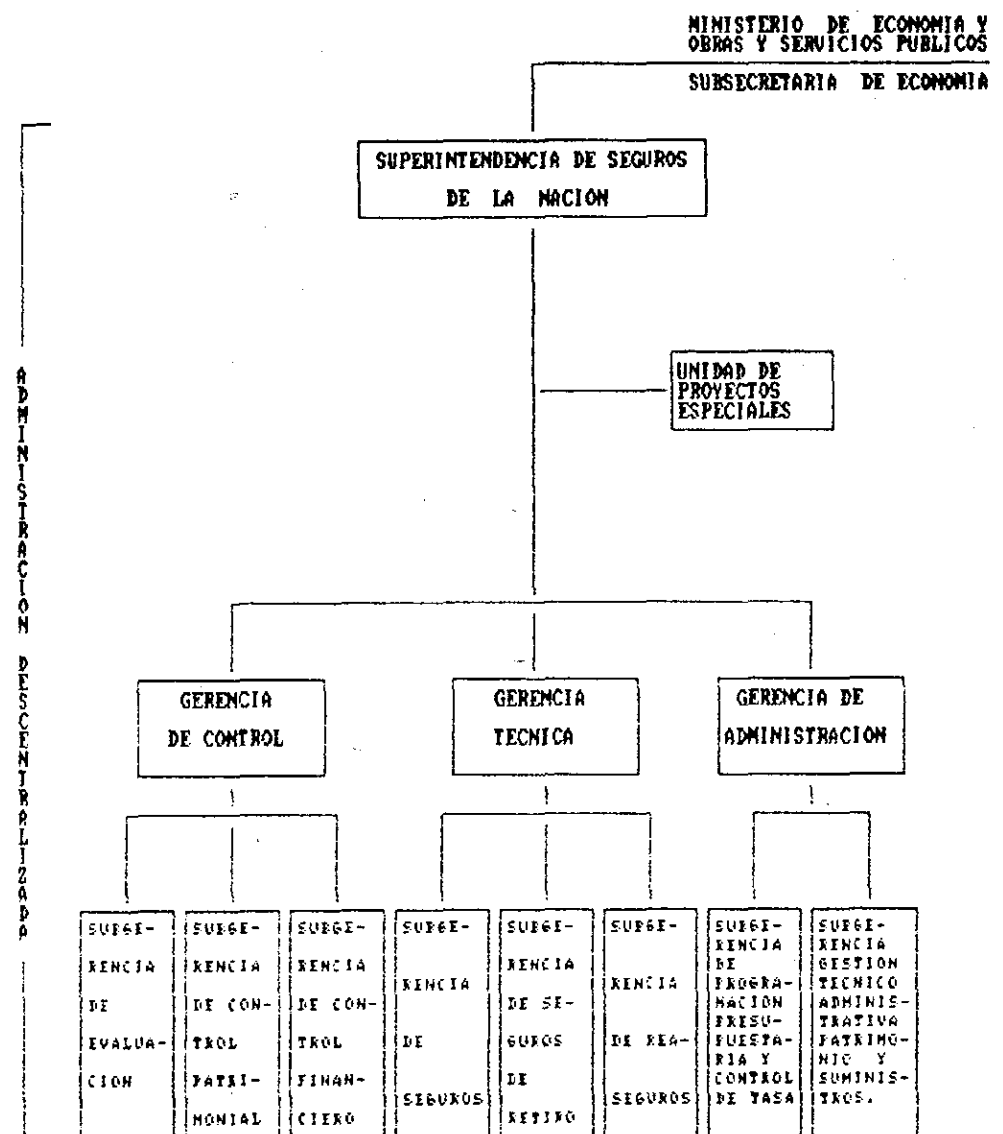 MINISTERIO DE ECONOMIA Y
OBRAS Y SERVICIOS PUBLICOS
SUBSECRETARIA DE ECONOMIA
SUPERINTENDENCIA DE SEGUROS
DE LA NACION
UNIDAD DE
PROYECTOS
ESPECIALES
ADMINISTRACION DESCENTRALIZADA
GERENCIA
DE CONTROL
GERENCIA
TECNICA
GERENCIA DE
ADMINISTRACION
SUBGE-
RENCIA
DE
EVALUA-
CION
SUBGE-
RENCIA
DE CON-
TROL
PATRI-
MONIAL
SUBGE-
RENCIA
DE CON-
TROL
FINAN-
CIERO
SUBGE-
RENCIA
DE
SEGUROS
SUBGE-
RENCIA
DE SE-
GUROS
DE
RETIRO
SUBGE-
RENCIA
DE REA-
SEGUROS
SUBGE-
RENCIA
DE
PROGRA-
MACION
PRESU-
PUESTA-
RIA Y
CONTROL
DE TASA
SUBGE-
RENCIA
GESTION
TECNICO
ADMINIS-
TRATIVA
PATRIMO-
NIO Y
SUMINIS-
TROS.